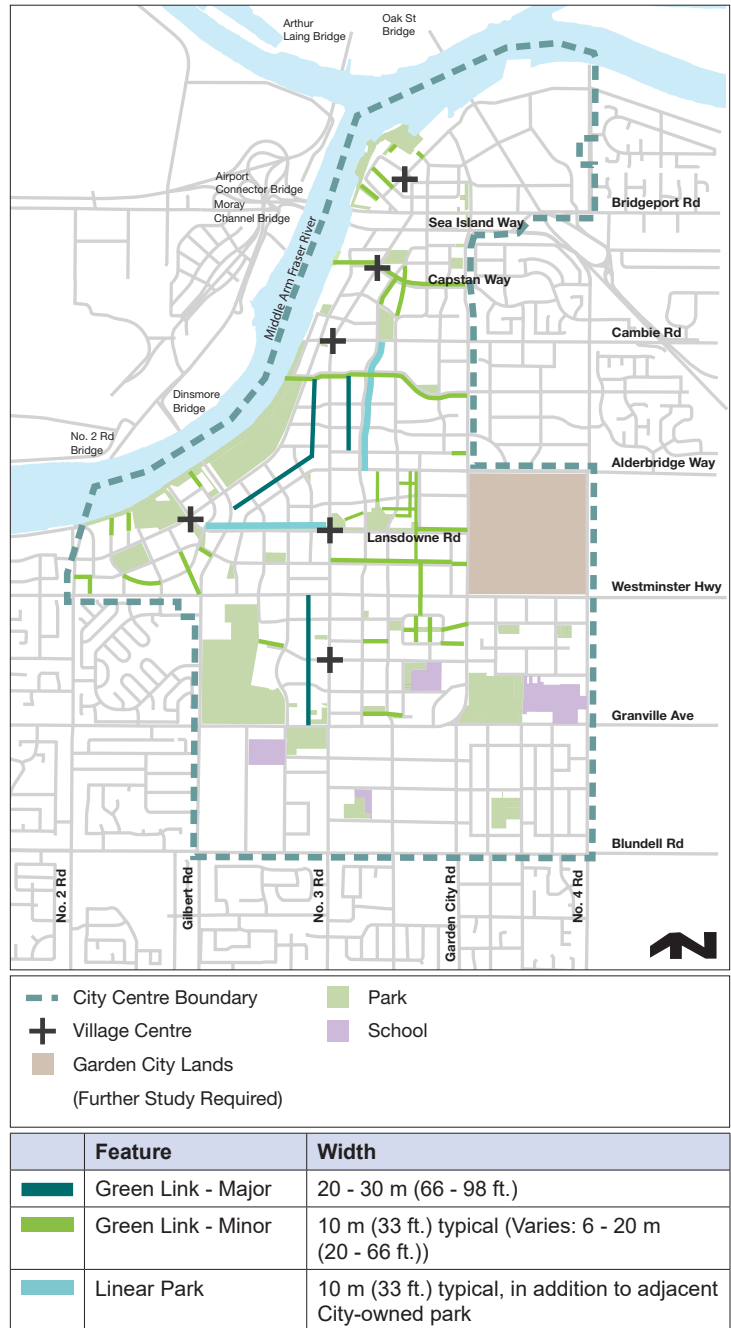 Arthur
Laing Bridge
Oak St
Bridge
Airport
Connector Bridge
Moray
Channel Bridge
Bridgeport Rd
Sea Island Way
Middle Arm Fraser River
Capstan Way
Cambie Rd
Dinsmore
Bridge
No. 2 Rd
Bridge
Alderbridge Way
Lansdowne Rd
Westminster Hwy
Granville Ave
Blundell Rd
No. 2 Rd
Gilbert Rd
No. 3 Rd
Garden City Rd
No. 4 Rd
N
City Centre Boundary
Park
Village Centre
School
Garden City Lands
(Further Study Required)
Feature Width
Green Link - Major 20 - 30 m (66 - 98 ft.)
Green Link - Minor 10 m (33 ft.) typical (Varies: 6 - 20 m
(20 - 66 ft.))
Linear Park 10 m (33 ft.) typical, in addition to adjacent
City-owned park